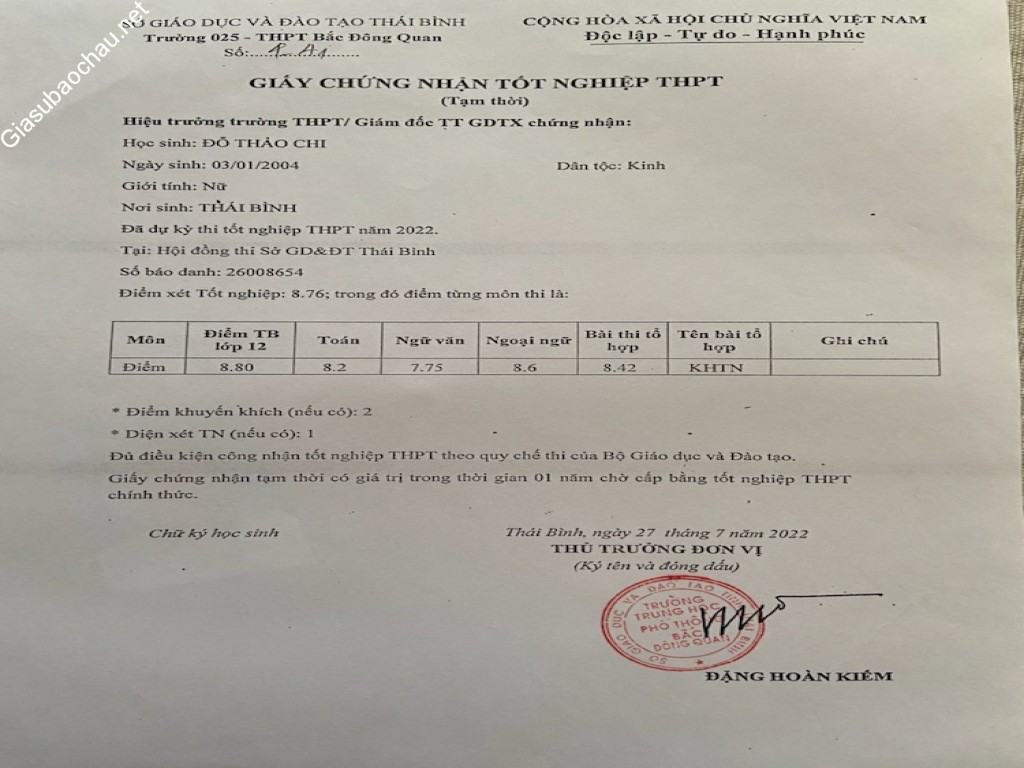 Giasubaochau.net
SỞ GIÁO DỤC VÀ ĐÀO TẠO THÁI BÌNH
Trường 025 - THPT Bắc Đông Quan
Số:
CỘNG HÒA XÃ HỘI CHỦ NGHĨA VIỆT NAM
Độc lập - Tự do - Hạnh phúc
GIẤY CHỨNG NHẬN TỐT NGHIỆP THPT
(Tạm thời)
Hiệu trưởng trường THPT/ Giám đốc TT GDTX chứng nhận:
Học sinh: ĐỖ THẢO CHI
Ngày sinh: 03/01/2004 Dân tộc: Kinh
Giới tính: Nữ
Nơi sinh: THÁI BÌNH
Đã dự kỳ thi tốt nghiệp THPT năm 2022.
Tại: Hội đồng thi Sở GD&ĐT Thái Bình
Số báo danh: 26008654
Điểm xét Tốt nghiệp: 8.76; trong đó điểm từng môn thi là:
Môn Điểm TB lớp 12 Toán Ngữ văn Ngoại ngữ Bài thi tổ hợp Tên bài tổ hợp Ghi chú
Điểm 8.80 8.2 7.75 8.6 8.42 KHTN
* Điểm khuyến khích (nếu có): 2
* Diện xét TN (nếu có): 1
Đủ điều kiện công nhận tốt nghiệp THPT theo quy chế thi của Bộ Giáo dục và Đào tạo.
Giấy chứng nhận tạm thời có giá trị trong thời gian 01 năm chờ cấp bằng tốt nghiệp THPT
chính thức.
Chữ ký học sinh
Thái Bình, ngày 27 tháng 7 năm 2022
THỦ TRƯỞNG ĐƠN VỊ
(Ký tên và đóng dấu)
SỞ GIÁO DỤC VÀ ĐÀO TẠO TỈNH THÁI BÌNH
TRƯỜNG
TRUNG HỌC
PHỔ THÔNG
BẮC
ĐÔNG QUAN
ĐẶNG HOÀN KIẾM